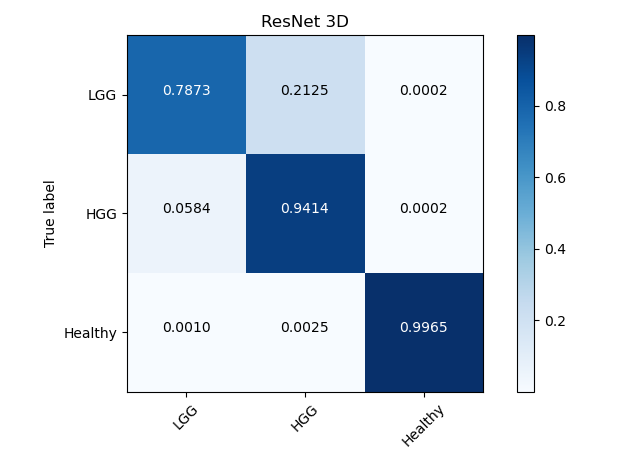 ResNet 3D
True label
LGG
0.7873
0.2125
0.0002
HGG
0.0584
0.9414
0.0002
Healthy
0.0010
0.0025
0.9965
LGG
HGG
Healthy
0.8
0.6
0.4
0.2